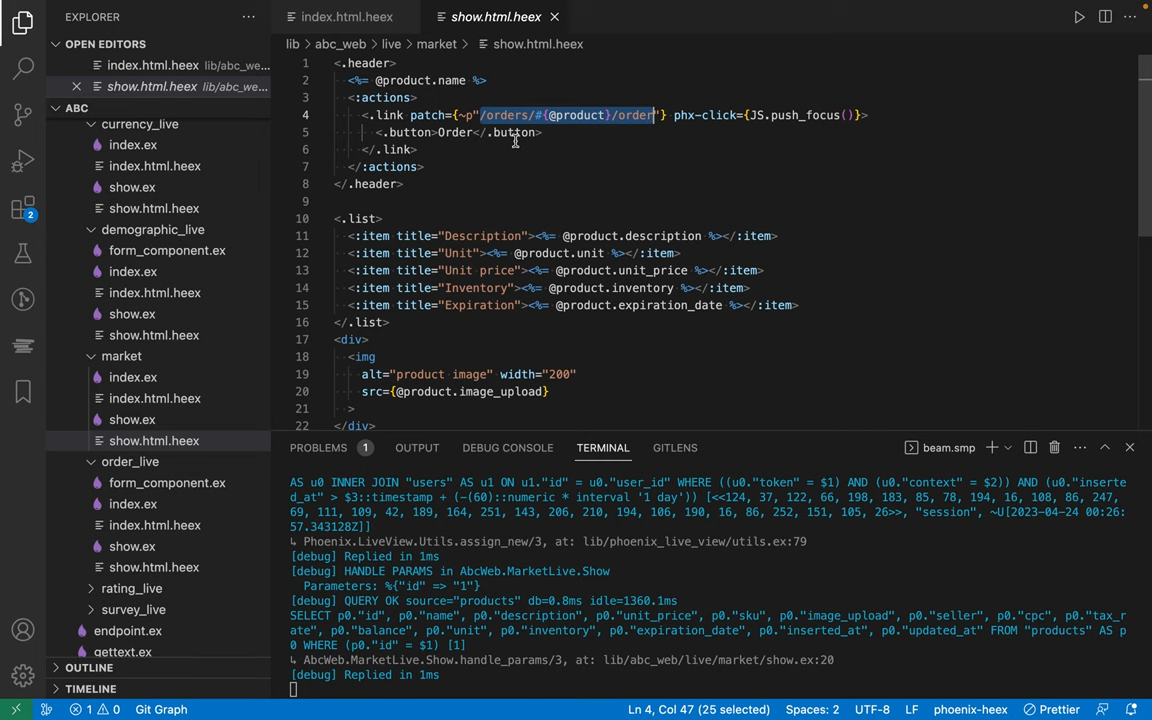 EXPLORER
index.html.heex
show.html.heex
OPEN EDITORS
index.html.heex lib/abc_we...
show.html.heex lib/abc_we...
ABC
currency_live
index.ex
index.html.heex
show.ex
show.html.heex
demographic_live
form_component.ex
index.ex
index.html.heex
show.ex
show.html.heex
market
index.ex
index.html.heex
show.ex
show.html.heex
order_live
form_component.ex
index.ex
index.html.heex
show.ex
show.html.heex
rating_live
survey_live
endpoint.ex
gettext.ex
OUTLINE
TIMELINE
2
lib > abc_web > live > market > show.html.heex
1 <.header>
2 <%= @product.name %>
3 <:actions>
4 <.link patch={~p"/orders/#{@product}/order"} phx-click={JS.push_focus()}>
5 <.button>Order</.button>
6 </.link>
7 </:actions>
8 </.header>
9
10 <.list>
11 <:item title="Description"><%= @product.description %></:item>
12 <:item title="Unit"><%= @product.unit %></:item>
13 <:item title="Unit price"><%= @product.unit_price %></:item>
14 <:item title="Inventory"><%= @product.inventory %></:item>
15 <:item title="Expiration"><%= @product.expiration_date %></:item>
16 </.list>
17 <div>
18 <img
19 alt="product image" width="200"
20 src={@product.image_upload}
21 >
22 </div>
PROBLEMS 1 OUTPUT DEBUG CONSOLE TERMINAL GITLENS beam.smp
AS u0 INNER JOIN "users" AS u1 ON u1."id" = u0."user_id" WHERE ((u0."token" = $1) AND (u0."context" = $2)) AND (u0."inserte
d_at" > $3::timestamp + (-(60)::numeric * interval '1 day')) [<<124, 37, 122, 66, 198, 183, 85, 78, 194, 16, 108, 86, 247,
69, 111, 109, 42, 189, 164, 251, 143, 206, 210, 194, 106, 190, 16, 86, 252, 151, 105, 26>>, "session", ~U[2023-04-24 00:26:
57.343128Z]]
↳ Phoenix.LiveView.Utils.assign_new/3, at: lib/phoenix_live_view/utils.ex:79
[debug] Replied in 1ms
[debug] HANDLE PARAMS in AbcWeb.MarketLive.Show
Parameters: %{"id" => "1"}
[debug] QUERY OK source="products" db=0.8ms idle=1360.1ms
SELECT p0."id", p0."name", p0."description", p0."unit_price", p0."sku", p0."image_upload", p0."seller", p0."cpc", p0."tax_r
ate", p0."balance", p0."unit", p0."inventory", p0."expiration_date", p0."inserted_at", p0."updated_at" FROM "products" AS p
0 WHERE (p0."id" = $1) [1]
↳ AbcWeb.MarketLive.Show.handle_params/3, at: lib/abc_web/live/market/show.ex:20
[debug] Replied in 1ms
1 0 Git Graph Ln 4, Col 47 (25 selected) Spaces: 2 UTF-8 LF phoenix-heex Prettier